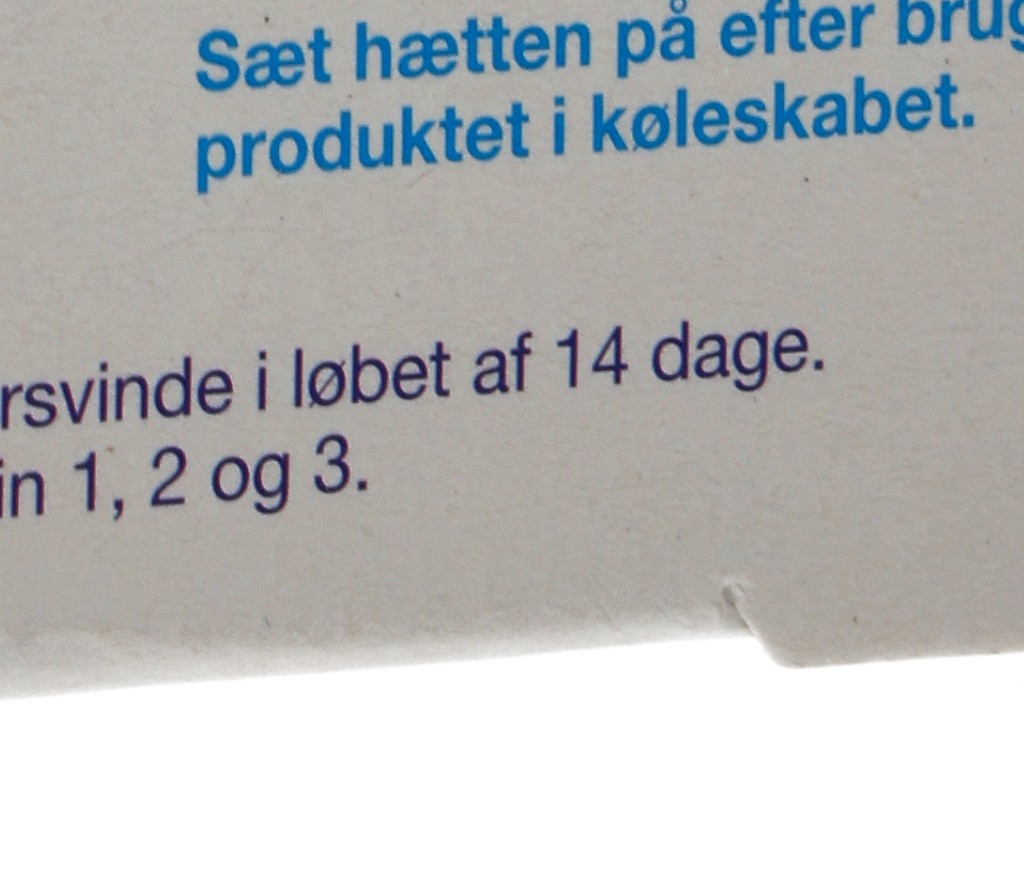 Sæt hætten på efter brug
produktet i køleskabet.
rsvinde i løbet af 14 dage.
in 1, 2 og 3.